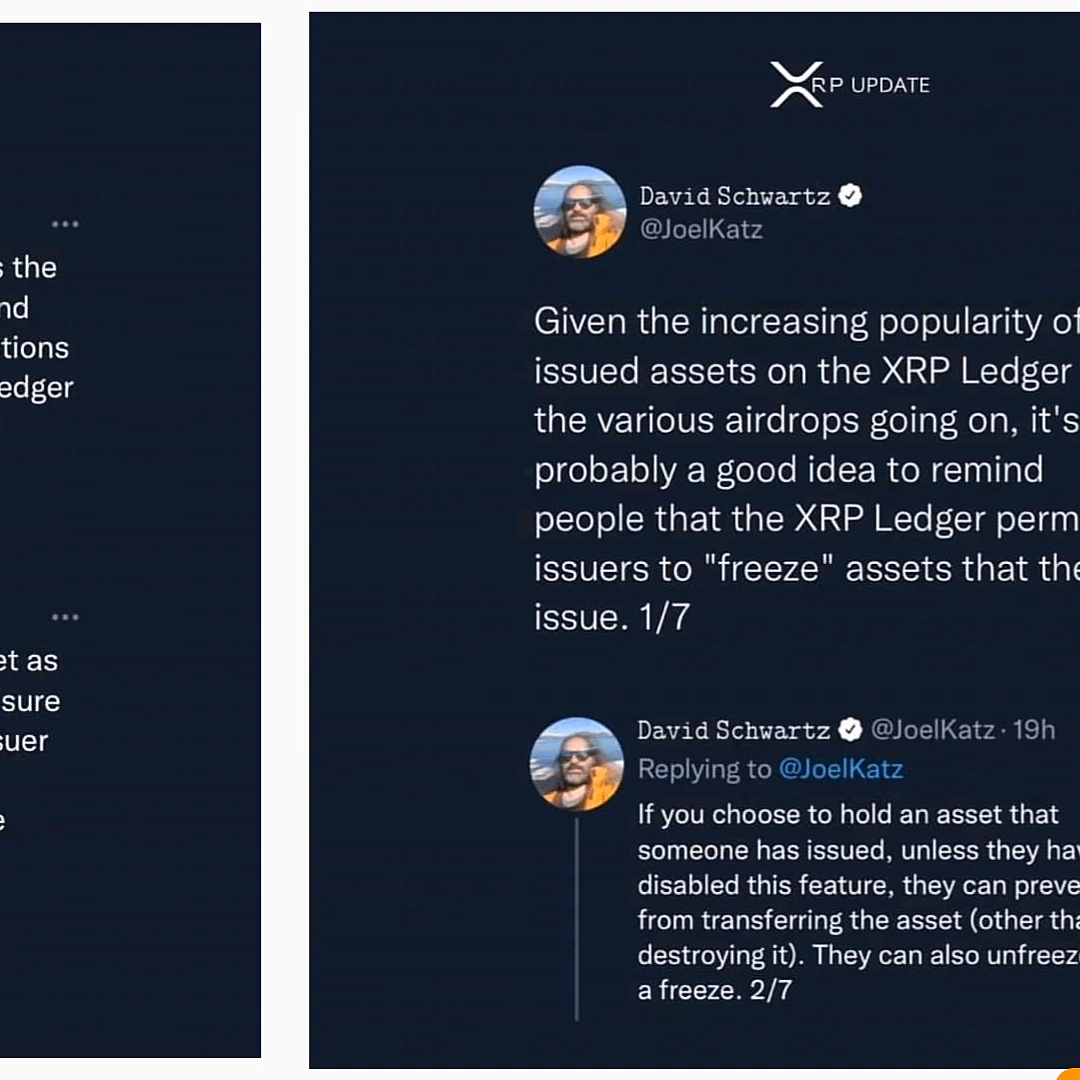 s the
nd
tions
edger
et as
sure
suer
e
XRP UPDATE
David Schwartz
@JoelKatz
Given the increasing popularity of
issued assets on the XRP Ledger
the various airdrops going on, it's
probably a good idea to remind
people that the XRP Ledger perm
issuers to "freeze" assets that the
issue. 1/7
David Schwartz @JoelKatz · 19h
Replying to @JoelKatz
If you choose to hold an asset that
someone has issued, unless they hav
disabled this feature, they can preve
from transferring the asset (other tha
destroying it). They can also unfreeze
a freeze. 2/7